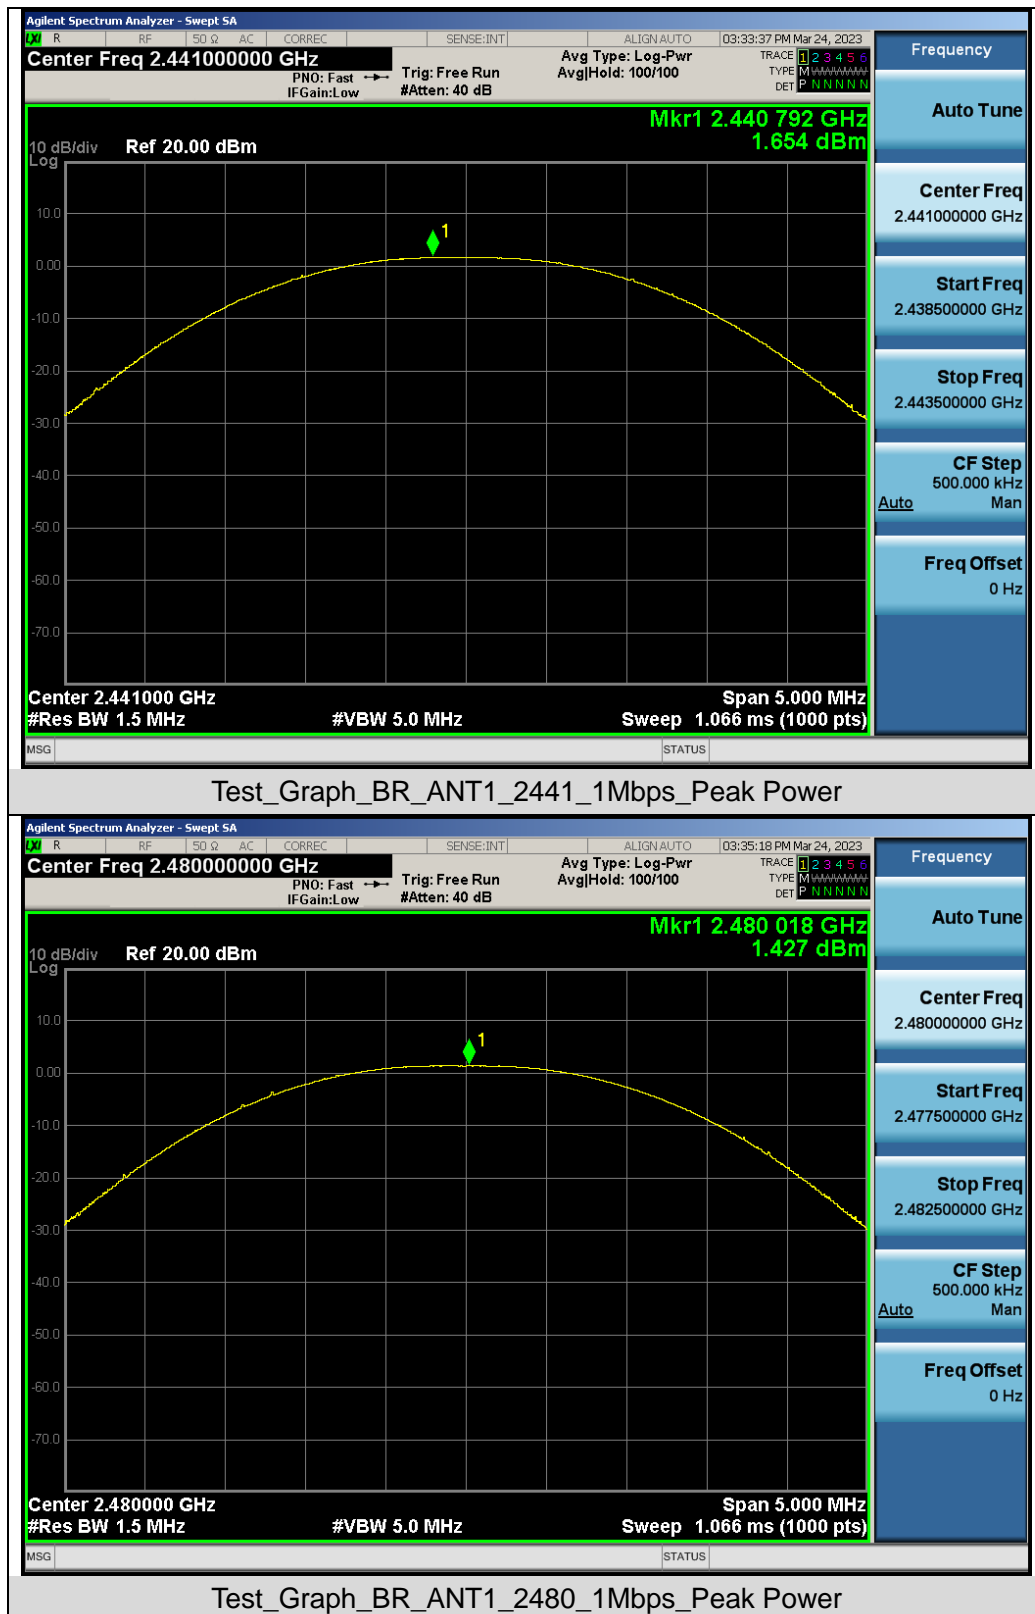 Agilent Spectrum Analyzer - Swept SA
LXI R RF 50 Ω AC CORREC SENSE:INT ALIGN AUTO 03:33:37 PM Mar 24, 2023
Center Freq 2.441000000 GHz
PNO: Fast
IFGain:Low
Trig: Free Run
#Atten: 40 dB
Avg Type: Log-Pwr
Avg|Hold: 100/100
TRACE 1 2 3 4 5 6
TYPE M
DET P N N N N N
Mkr1 2.440 792 GHz
1.654 dBm
10 dB/div Ref 20.00 dBm
Log
10.0
1
0.00
-10.0
-20.0
-30.0
-40.0
-50.0
-60.0
-70.0
Center 2.441000 GHz Span 5.000 MHz
#Res BW 1.5 MHz #VBW 5.0 MHz Sweep 1.066 ms (1000 pts)
MSG STATUS
Frequency
Auto Tune
Center Freq
2.441000000 GHz
Start Freq
2.438500000 GHz
Stop Freq
2.443500000 GHz
CF Step
500.000 kHz
Auto Man
Freq Offset
0 Hz
Test_Graph_BR_ANT1_2441_1Mbps_Peak Power
Agilent Spectrum Analyzer - Swept SA
LXI R RF 50 Ω AC CORREC SENSE:INT ALIGN AUTO 03:35:18 PM Mar 24, 2023
Center Freq 2.480000000 GHz
PNO: Fast
IFGain:Low
Trig: Free Run
#Atten: 40 dB
Avg Type: Log-Pwr
Avg|Hold: 100/100
TRACE 1 2 3 4 5 6
TYPE M
DET P N N N N N
Mkr1 2.480 018 GHz
1.427 dBm
10 dB/div Ref 20.00 dBm
Log
10.0
1
0.00
-10.0
-20.0
-30.0
-40.0
-50.0
-60.0
-70.0
Center 2.480000 GHz Span 5.000 MHz
#Res BW 1.5 MHz #VBW 5.0 MHz Sweep 1.066 ms (1000 pts)
MSG STATUS
Frequency
Auto Tune
Center Freq
2.480000000 GHz
Start Freq
2.477500000 GHz
Stop Freq
2.482500000 GHz
CF Step
500.000 kHz
Auto Man
Freq Offset
0 Hz
Test_Graph_BR_ANT1_2480_1Mbps_Peak Power